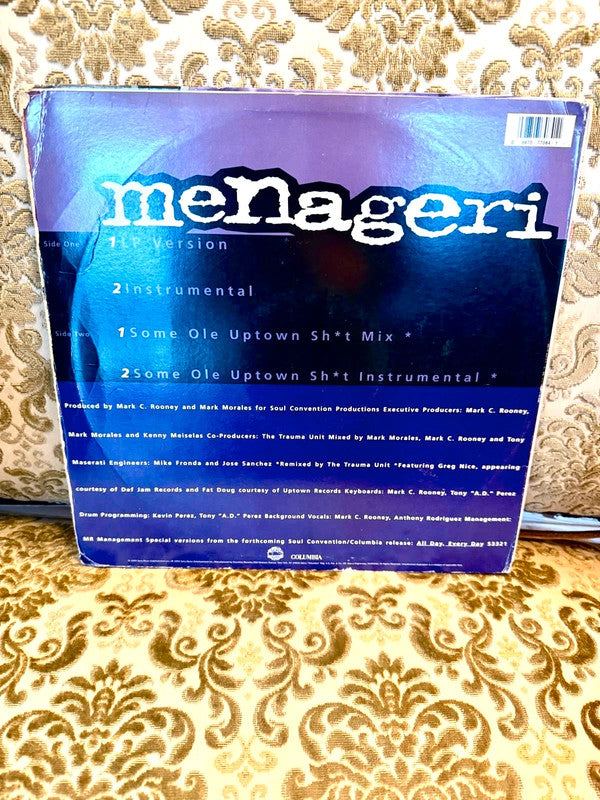 menageri
Side One 1 LP Version
2 Instrumental
Side Two 1 Some Ole Uptown Sh*t Mix *
2 Some Ole Uptown Sh*t Instrumental *
Produced by Mark C. Rooney and Mark Morales for Soul Convention Productions Executive Producers: Mark C. Rooney,
Mark Morales and Kenny Meiselas Co-Producers: The Trauma Unit Mixed by Mark Morales, Mark C. Rooney and Tony
Maserati Engineers: Mike Fronda and Jose Sanchez *Remixed by The Trauma Unit *Featuring Greg Nice, appearing
courtesy of Def Jam Records and Fat Doug courtesy of Uptown Records Keyboards: Mark C. Rooney, Tony "A.D." Perez
Drum Programming: Kevin Perez, Tony "A.D." Perez Background Vocals: Mark C. Rooney, Anthony Rodriguez Management:
MR Managemant Special versions from the forthcoming Soul Convention/Columbia release: All Day, Every Day 53321
COLUMBIA